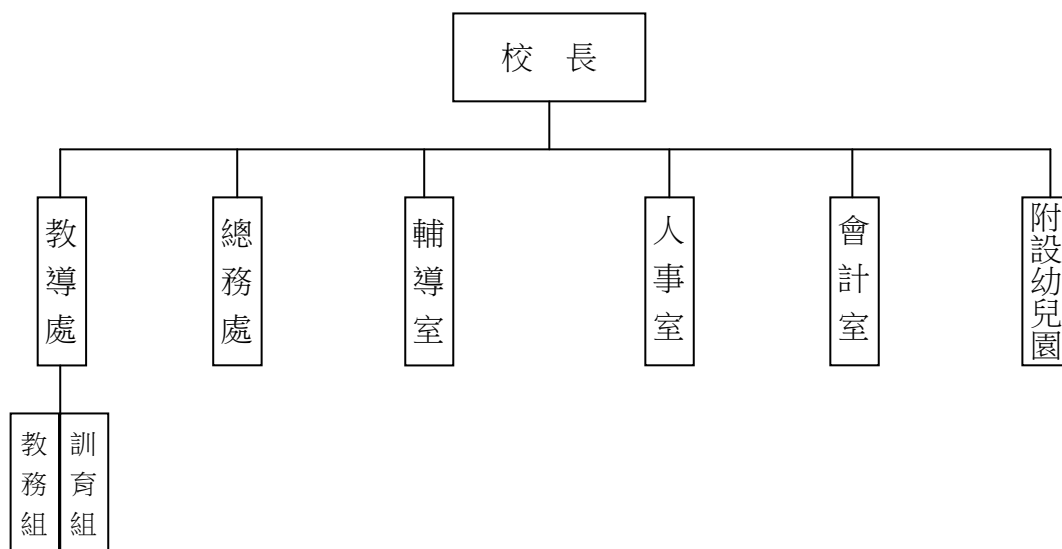 校 長
教導處
總務處
輔導室
人事室
會計室
附設幼兒園
教務組
訓育組